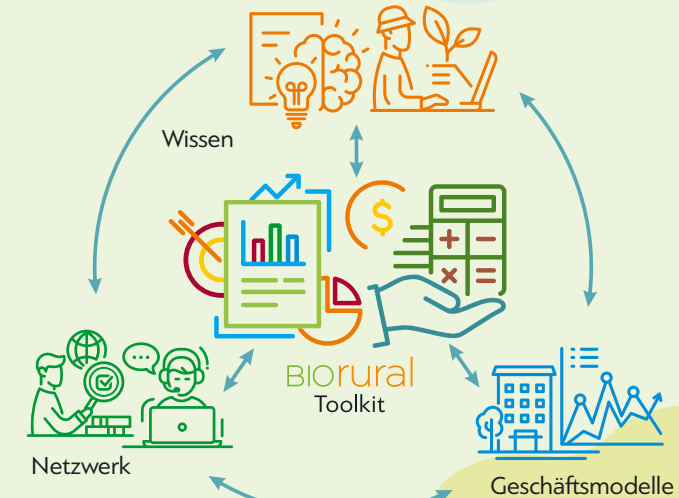 Wissen
$
BIOrural
Toolkit
Netzwerk
Geschäftsmodelle